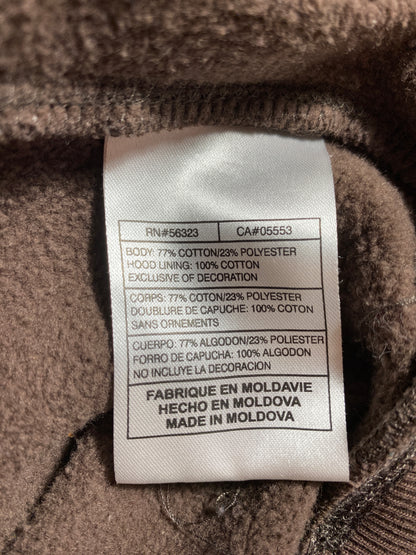 RN#56323 CA#05553
BODY: 77% COTTON/23% POLYESTER
HOOD LINING: 100% COTTON
EXCLUSIVE OF DECORATION
CORPS: 77% COTON/23% POLYESTER
DOUBLURE DE CAPUCHE: 100% COTON
SANS ORNEMENTS
CUERPO: 77% ALGODON/23% POLIESTER
FORRO DE CAPUCHA: 100% ALGODON
NO INCLUYE LA DECORACION
FABRIQUE EN MOLDAVIE
HECHO EN MOLDOVA
MADE IN MOLDOVA